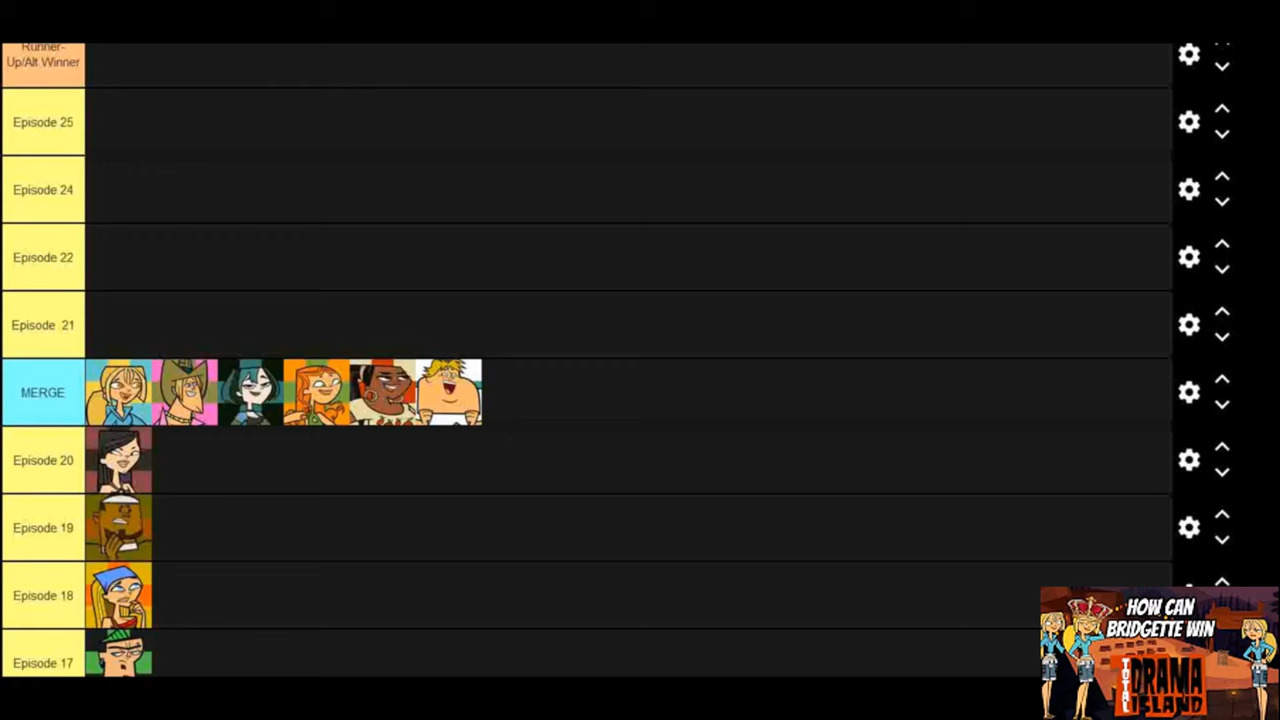 Runner-
Up/Alt Winner
Episode 25
Episode 24
Episode 22
Episode 21
MERGE
Episode 20
Episode 19
Episode 18
Episode 17
HOW CAN
BRIDGETTE WIN
TOTAL
DRAMA
ISLAND